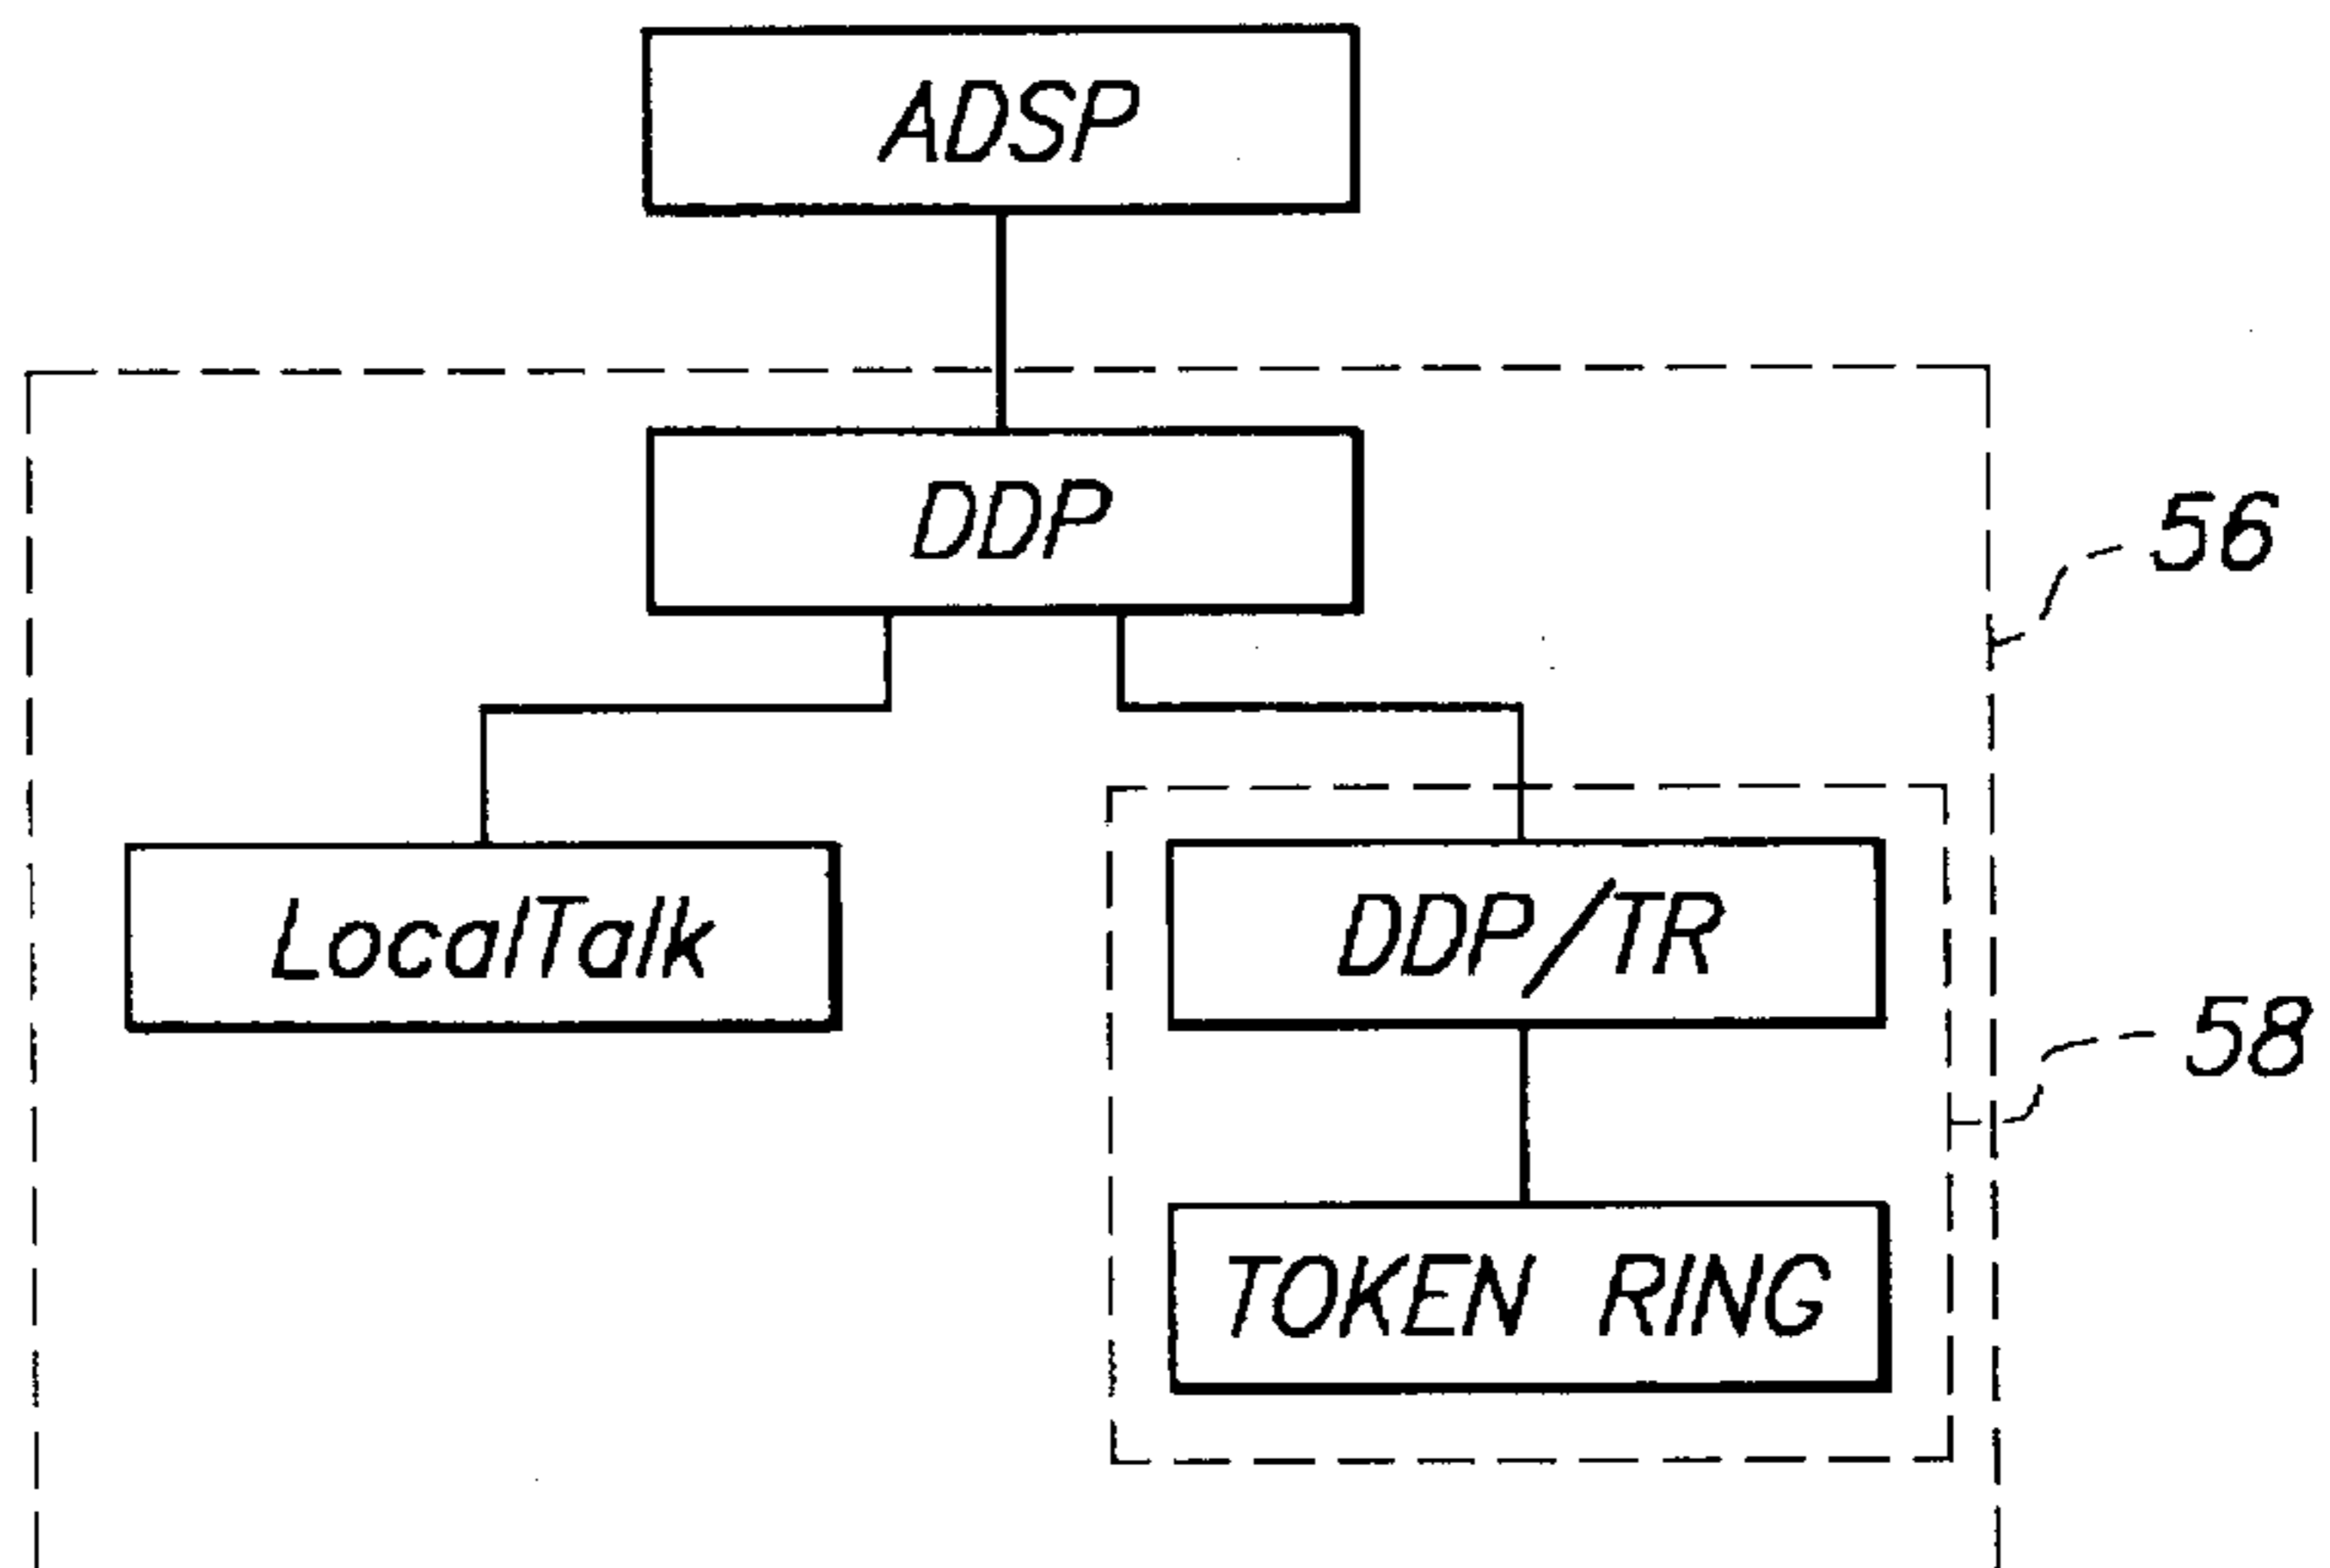 ADSP
DDP
56
LocalTalk
DDP/TR
58
TOKEN RING